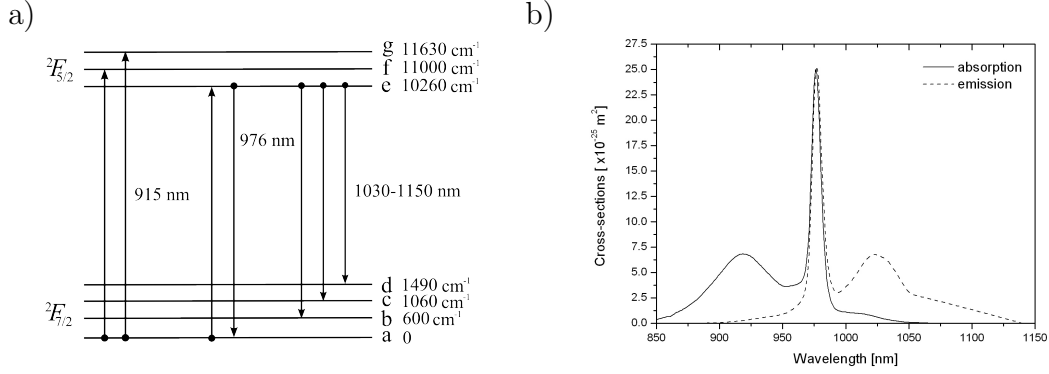 a)
g 11630 cm⁻¹
²F₅/₂
f 11000 cm⁻¹
e 10260 cm⁻¹
976 nm
915 nm
1030-1150 nm
d 1490 cm⁻¹
c 1060 cm⁻¹
²F₇/₂
b 600 cm⁻¹
a 0
b)
27.5
25.0
22.5
20.0
17.5
15.0
12.5
10.0
7.5
5.0
2.5
0.0
Cross-sections [ x10⁻²⁵ m²]
absorption
emission
850 900 950 1000 1050 1100 1150
Wavelength [nm]